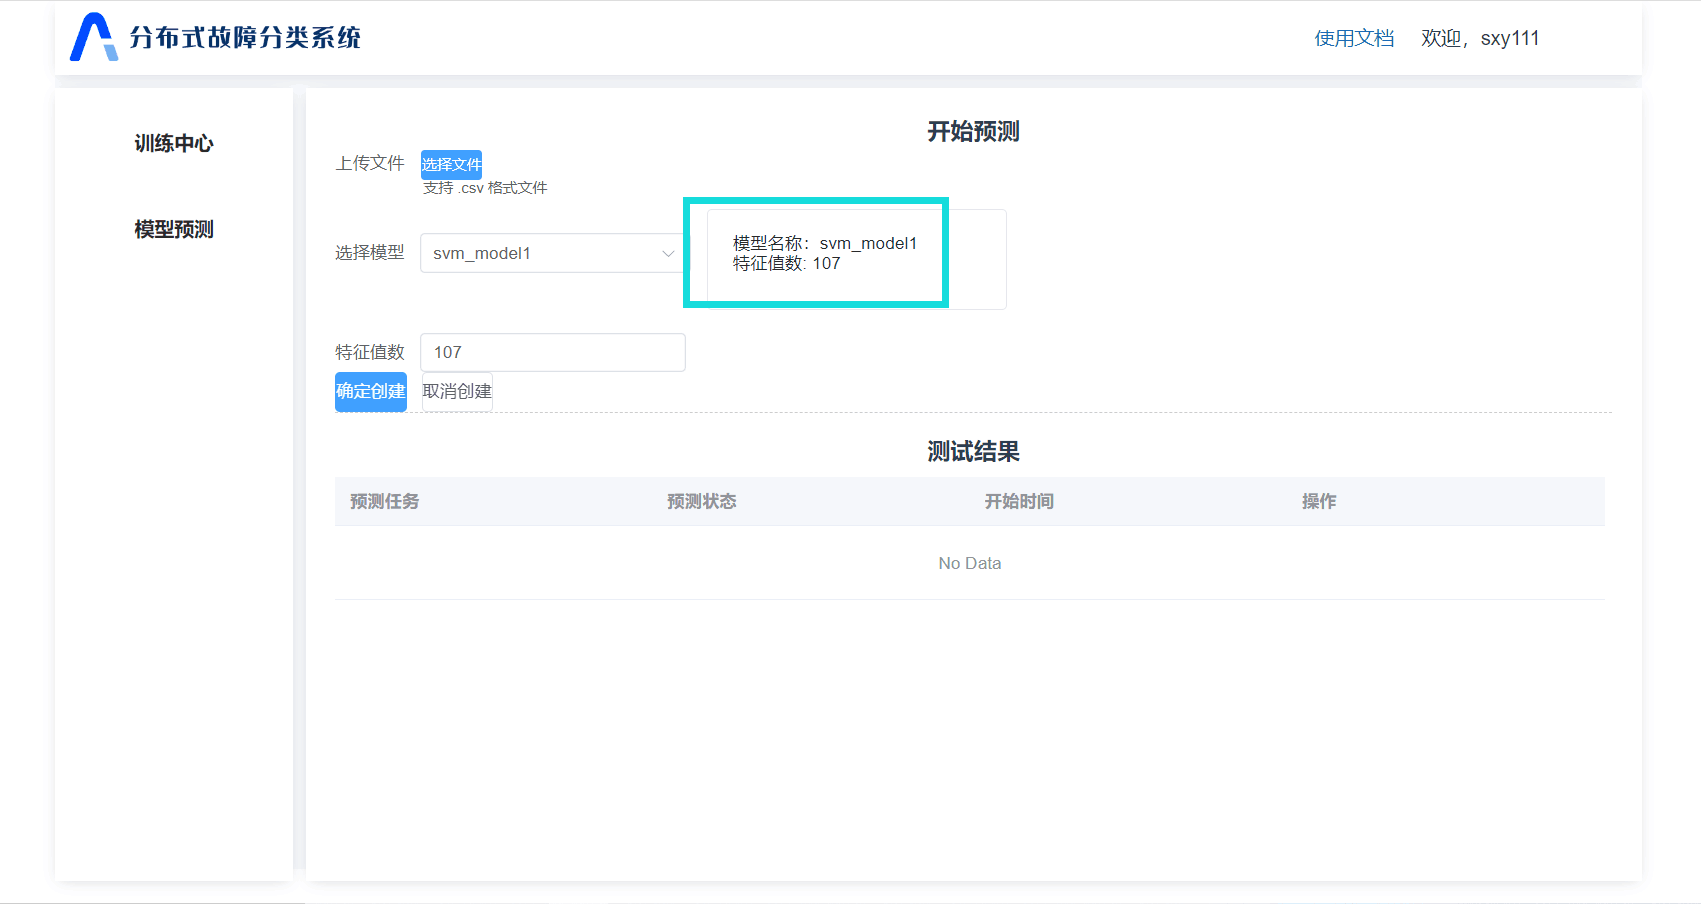 分布式故障分类系统
使用文档
欢迎，sxy111
训练中心
模型预测
开始预测
上传文件
选择文件
支持 .csv 格式文件
选择模型
svm_model1
模型名称：svm_model1
特征值数: 107
特征值数
107
确定创建
取消创建
测试结果
预测任务
预测状态
开始时间
操作
No Data